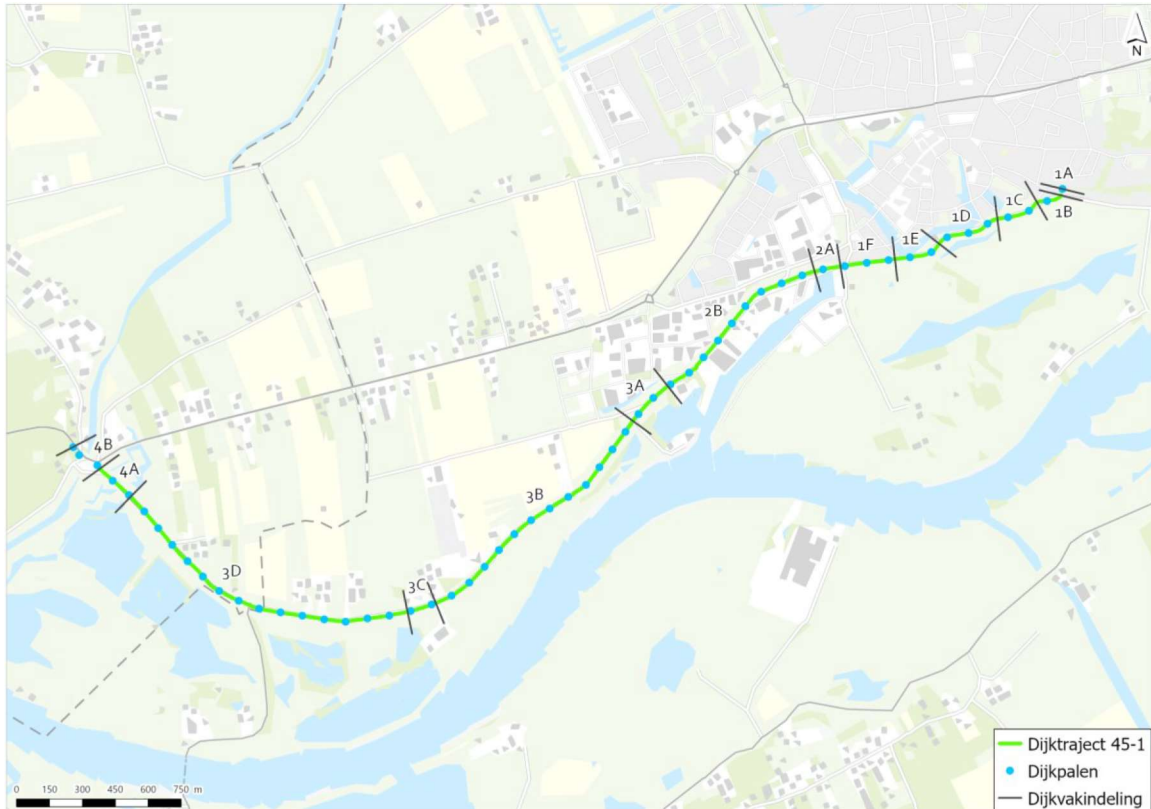 N
1A
1C
1B
1D
1E
1F
2A
2B
3A
3B
3C
3D
4B
4A
Dijktraject 45-1
Dijkpalen
Dijkvakindeling
0 150 300 450 600 750 m